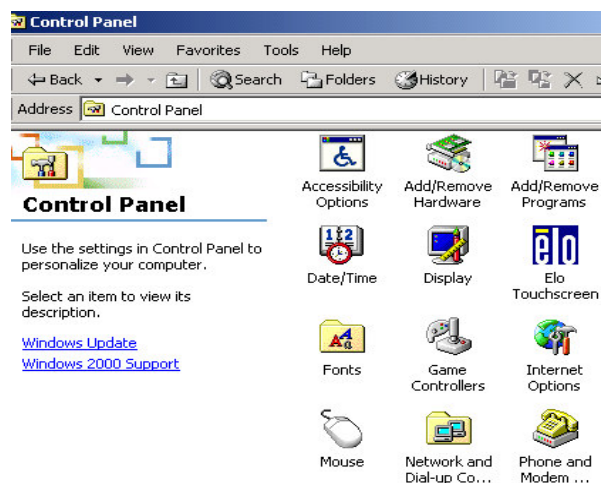 Control Panel
File Edit View Favorites Tools Help
Back Search Folders History
Address Control Panel
Control Panel
Use the settings in Control Panel to
personalize your computer.
Select an item to view its
description.
Windows Update
Windows 2000 Support
Accessibility
Options
Add/Remove
Hardware
Add/Remove
Programs
1 2
Date/Time
Display
elo
Elo
Touchscreen
Fonts
Game
Controllers
Internet
Options
Mouse
Network and
Dial-up Co...
Phone and
Modem ...